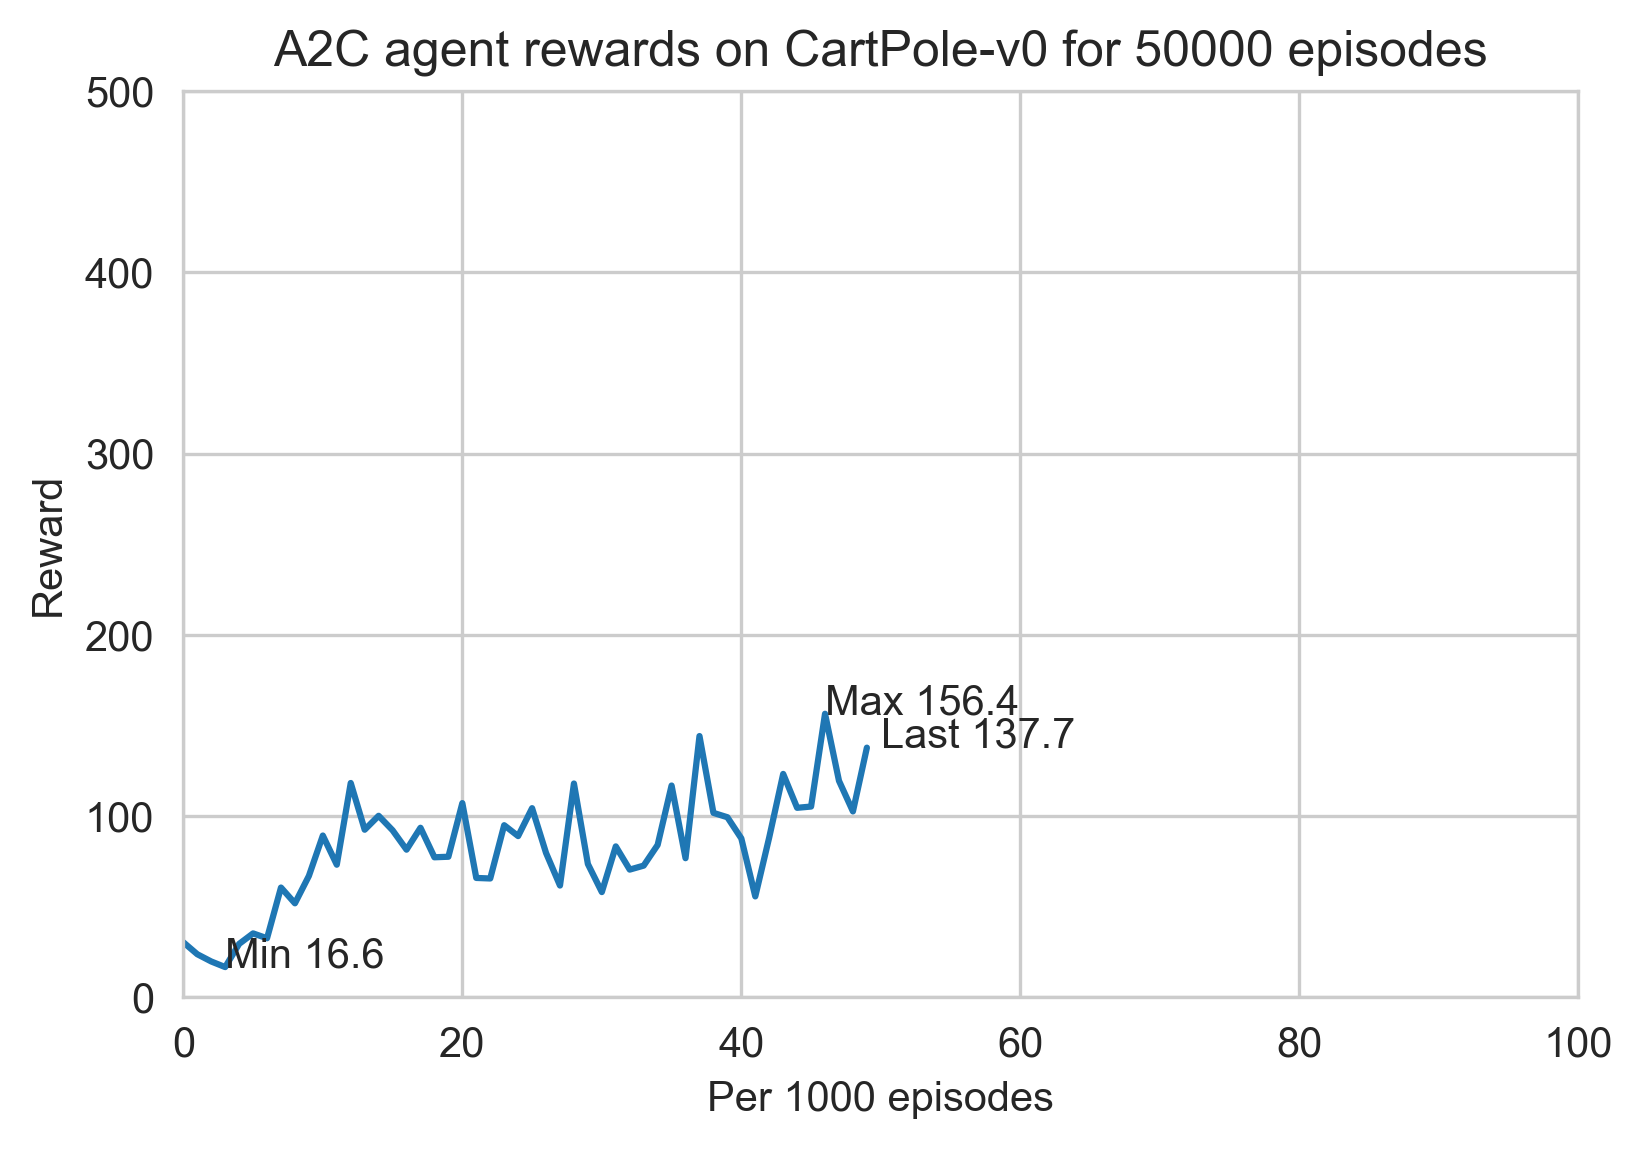 A2C agent rewards on CartPole-v0 for 50000 episodes
500
400
300
200
100
0
Reward
Max 156.4
Last 137.7
Min 16.6
0 20 40 60 80 100
Per 1000 episodes